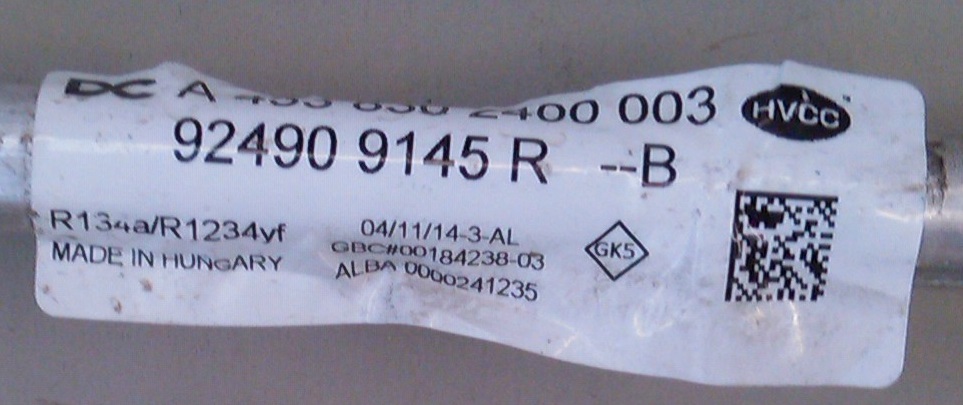 DC A 2400 003 HVCC
92490 9145 R --B
R134a/R1234yf
MADE IN HUNGARY
04/11/14-3-AL
GBC#00184238-03
ALBA 0000241235
GK5